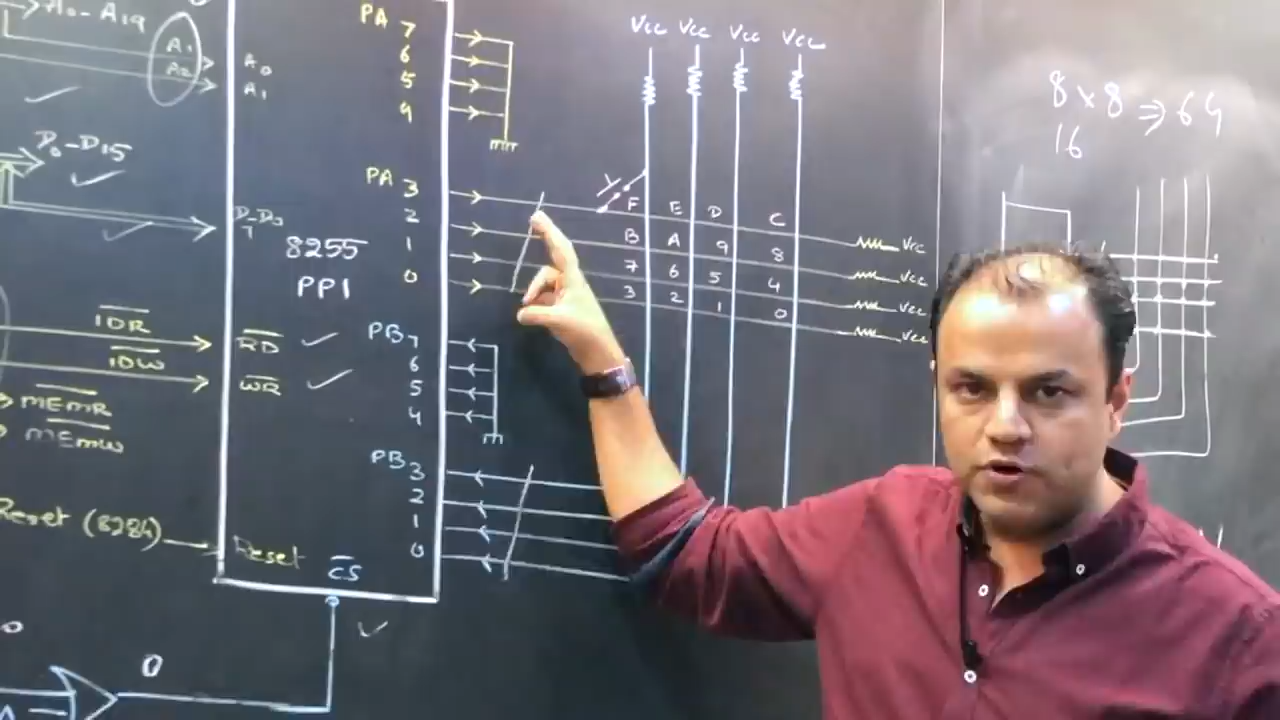 A0-A19
A1
A2
A0
A1
D0-D15
D7-D0
8255
PPI
IOR
RD
IOW
WR
MEMR
MEMW
Reset (8284)
Reset
CS
0
PA 7
6
5
4
PA 3
2
1
0
PB 7
6
5
4
PB 3
2
1
0
Vcc Vcc Vcc Vcc
F E D C
B A 9 8
7 6 5 4
3 2 1 0
Vcc
Vcc
Vcc
Vcc
8x8 ⇒ 64
16